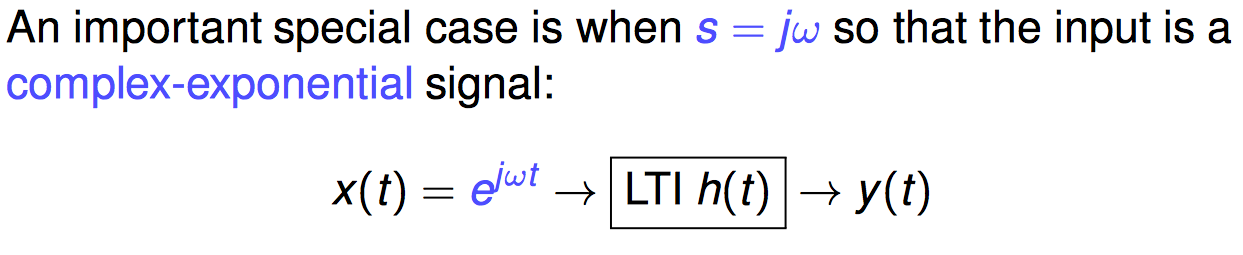 An important special case is when s = jω so that the input is a
complex-exponential signal:
x(t) = e^{jωt} → LTI h(t) → y(t)